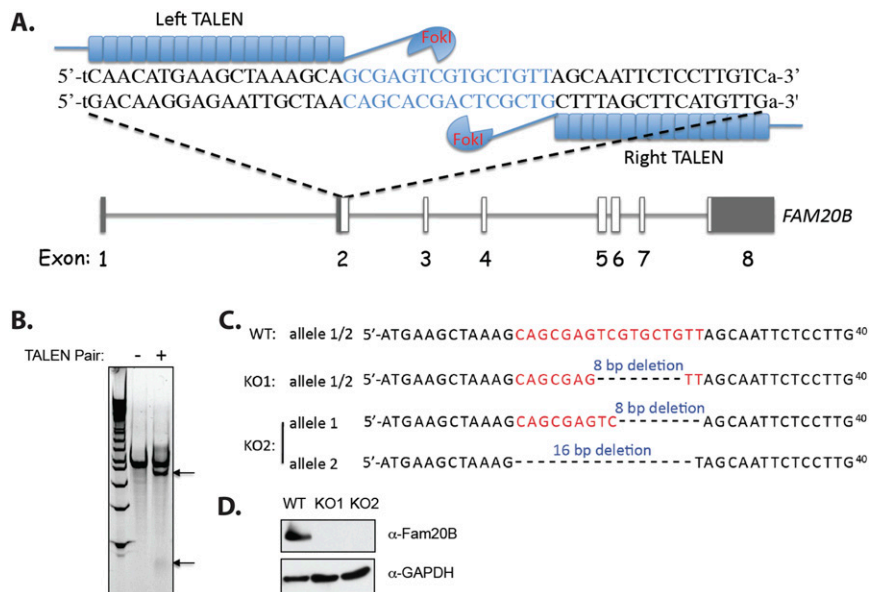 A.
Left TALEN
FokI
5’-tCAACATGAAGCTAAAGCAGCGAGTCGTGCTGTTAGCAATTCTCCTTGTCa-3’
5’-tGACAAGGAGAATTGCTAACAGCACGACTCGCTGCTTTAGCTTCATGTTGa-3'
FokI
Right TALEN
FAM20B
Exon: 1 2 3 4 5 6 7 8
B.
TALEN Pair: - +
C.
WT: allele 1/2 5’-ATGAAGCTAAAGCAGCGAGTCGTGCTGTTAGCAATTCTCCTTG40
8 bp deletion
KO1: allele 1/2 5’-ATGAAGCTAAAGCAGCGAG---------TTAGCAATTCTCCTTG40
8 bp deletion
KO2:
allele 1 5’-ATGAAGCTAAAGCAGCGAGTC--------AGCAATTCTCCTTG40
16 bp deletion
allele 2 5’-ATGAAGCTAAAG-----------------TAGCAATTCTCCTTG40
D.
WT KO1 KO2
α-Fam20B
α-GAPDH